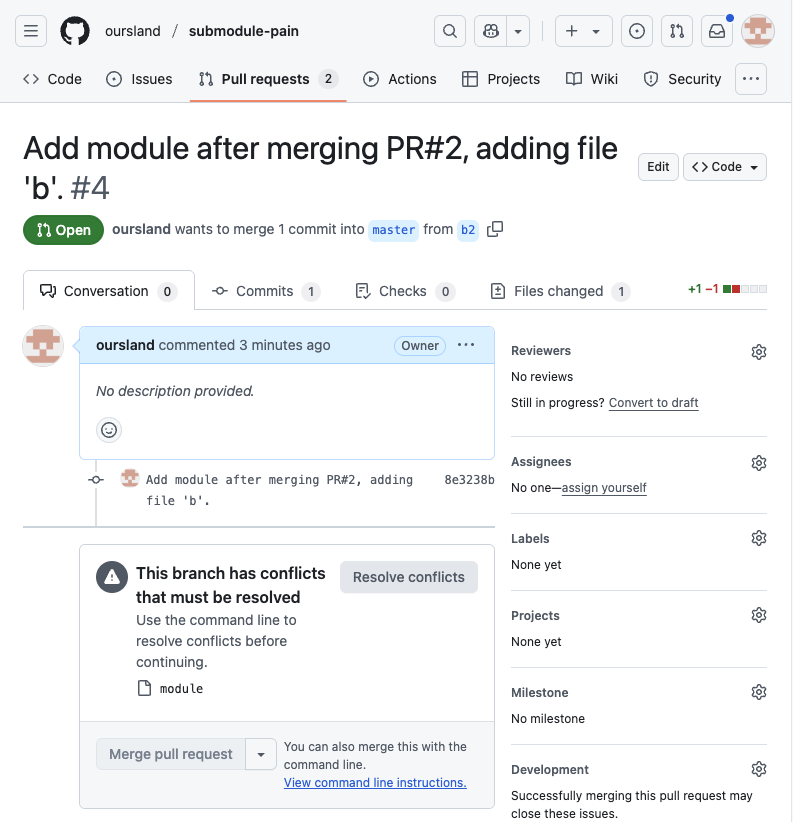 oursland / submodule-pain
Code Issues Pull requests 2 Actions Projects Wiki Security
Add module after merging PR#2, adding file
'b'. #4
Edit
Code
Open
oursland wants to merge 1 commit into master from b2
Conversation 0
Commits 1
Checks 0
Files changed 1
+1 −1
oursland commented 3 minutes ago
Owner
No description provided.
Add module after merging PR#2, adding
file 'b'.
8e3238b
This branch has conflicts
that must be resolved
Resolve conflicts
Use the command line to
resolve conflicts before
continuing.
module
Merge pull request
You can also merge this with the
command line.
View command line instructions.
Reviewers
No reviews
Still in progress? Convert to draft
Assignees
No one—assign yourself
Labels
None yet
Projects
None yet
Milestone
No milestone
Development
Successfully merging this pull request may
close these issues.